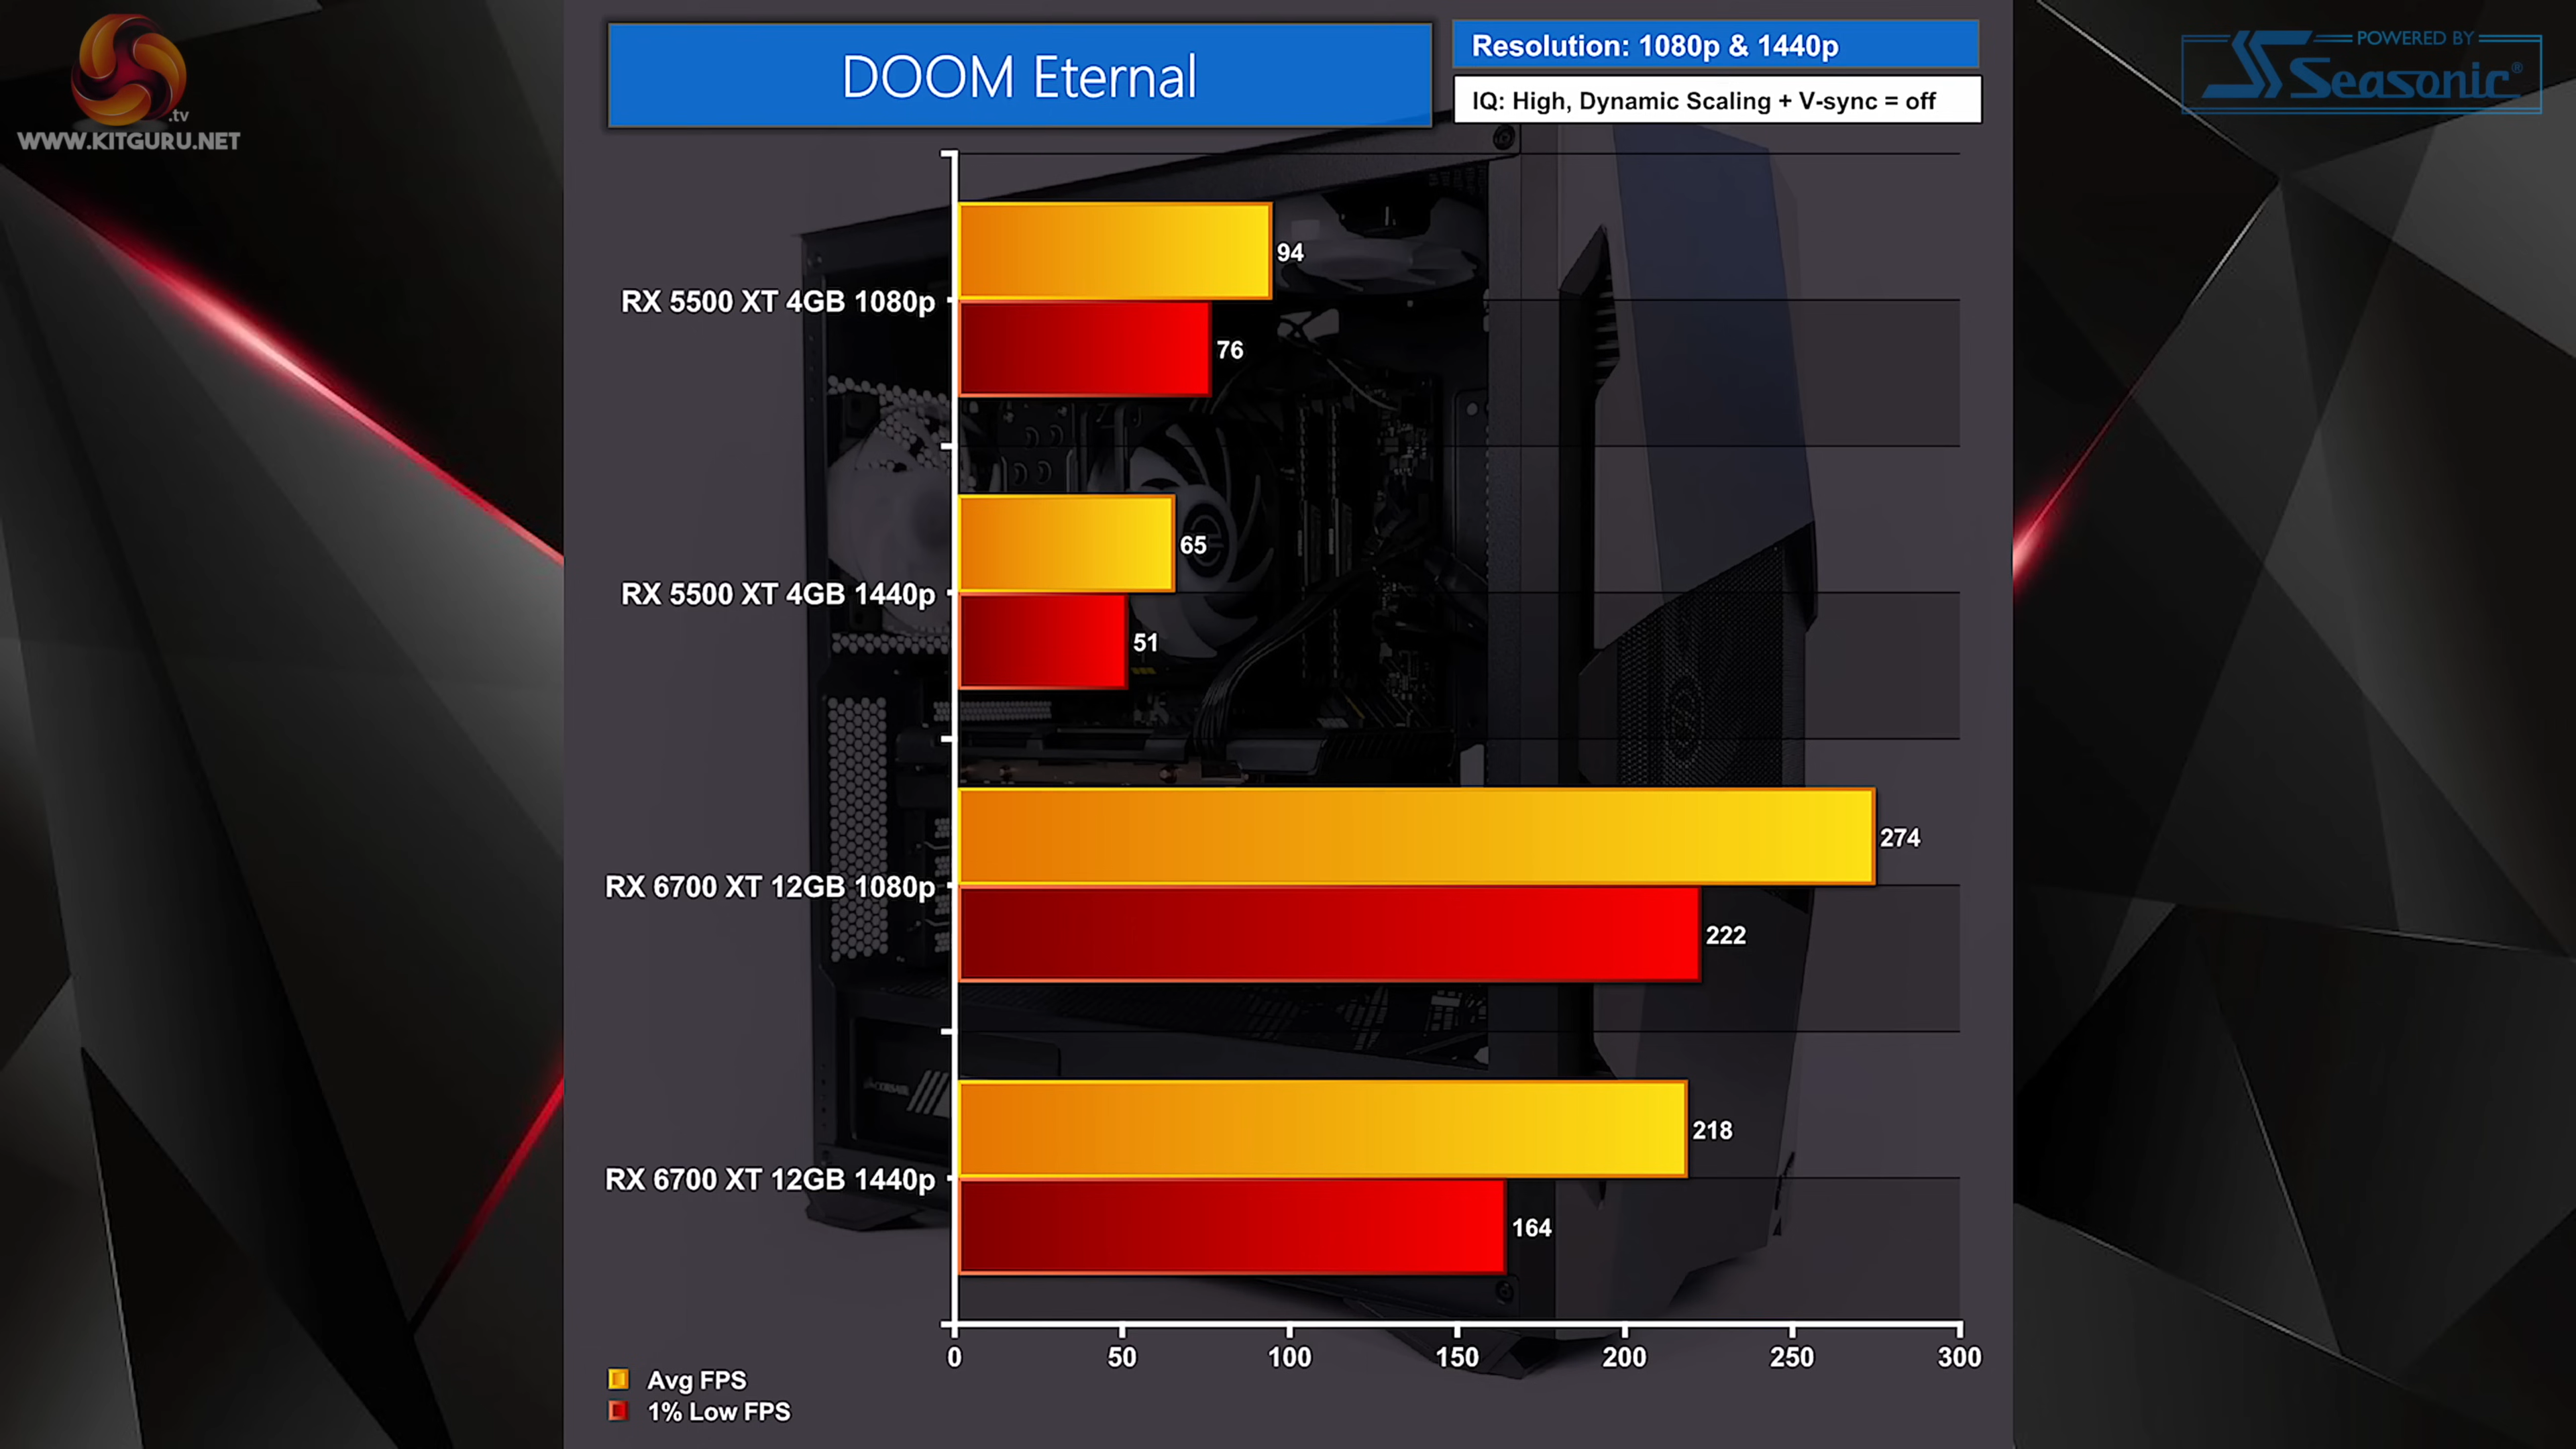 .tv
WWW.KITGURU.NET
DOOM Eternal
Resolution: 1080p & 1440p
IQ: High, Dynamic Scaling + V-sync = off
POWERED BY
Seasonic®
94
RX 5500 XT 4GB 1080p
76
65
RX 5500 XT 4GB 1440p
51
274
RX 6700 XT 12GB 1080p
222
218
RX 6700 XT 12GB 1440p
164
0 50 100 150 200 250 300
Avg FPS
1% Low FPS
CORSAIR